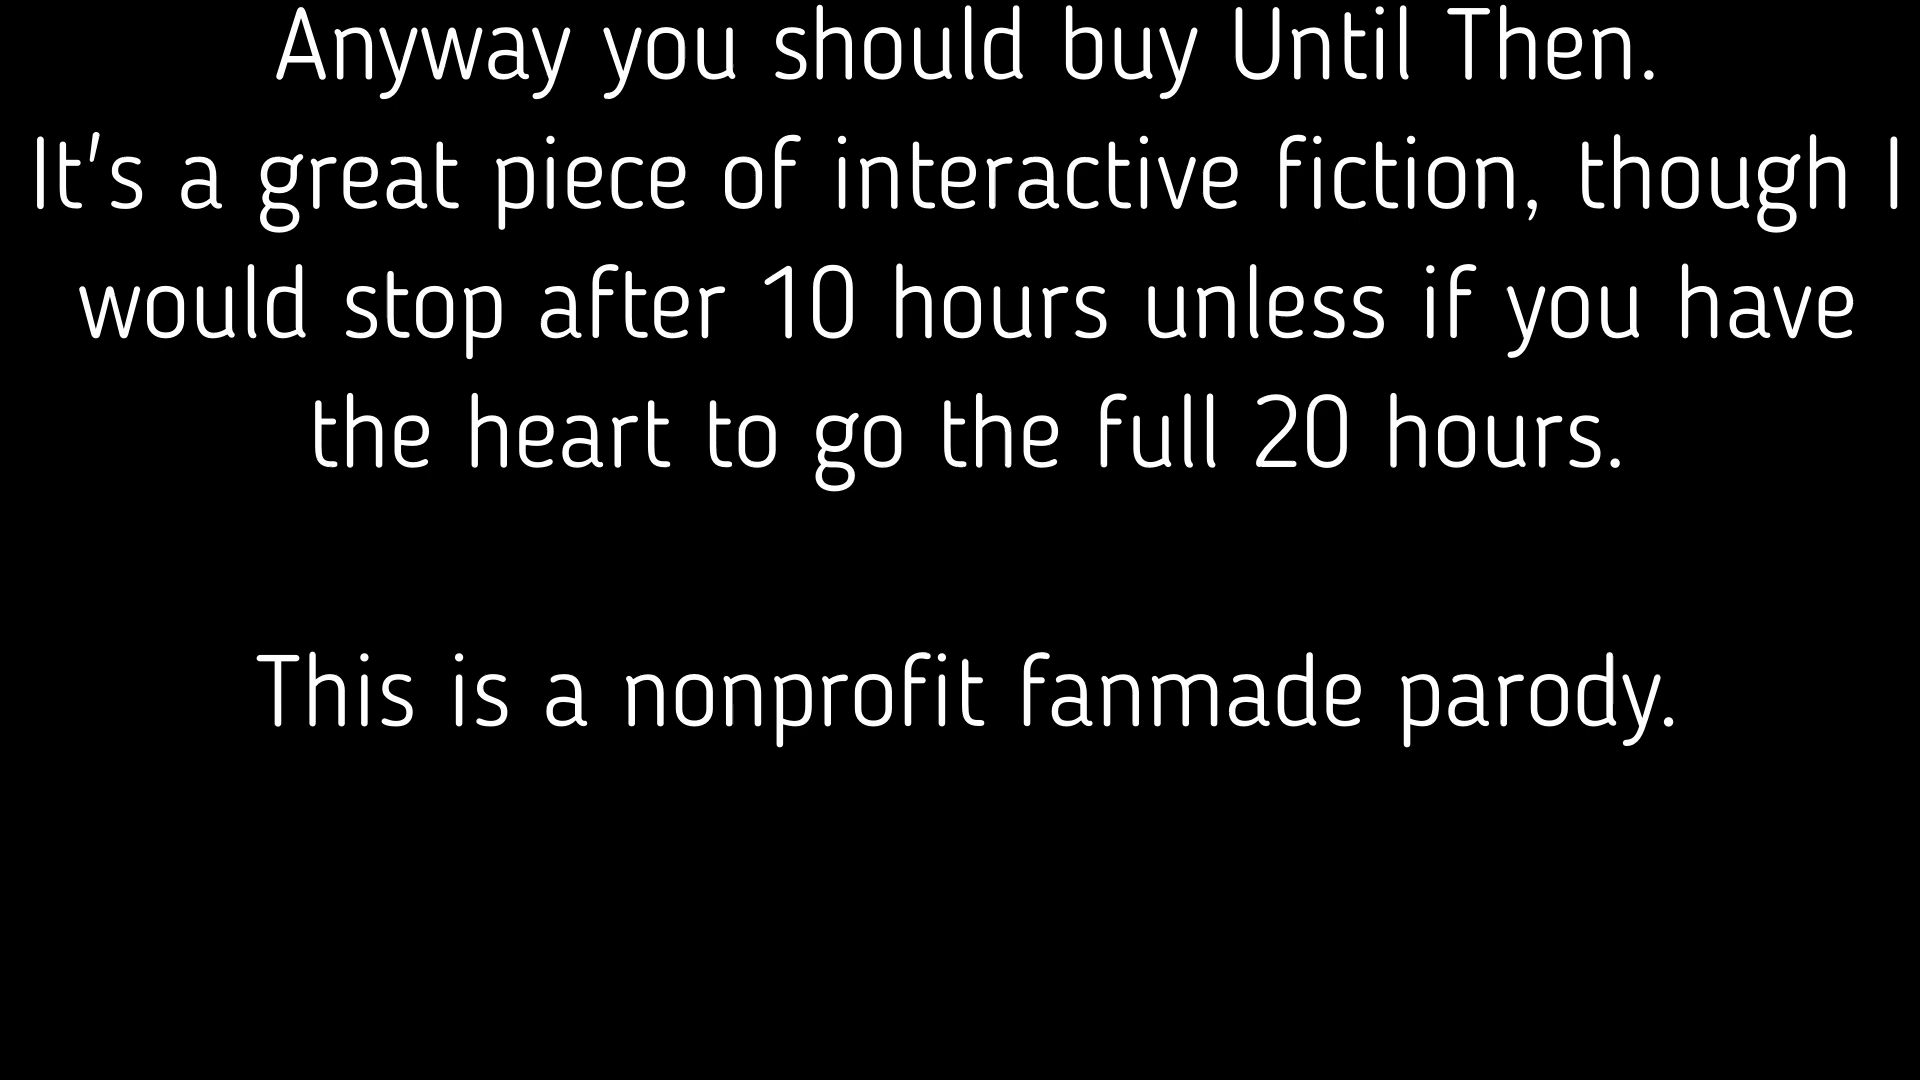 Anyway you should buy Until Then.
It's a great piece of interactive fiction, though I
would stop after 10 hours unless if you have
the heart to go the full 20 hours.
This is a nonprofit fanmade parody.